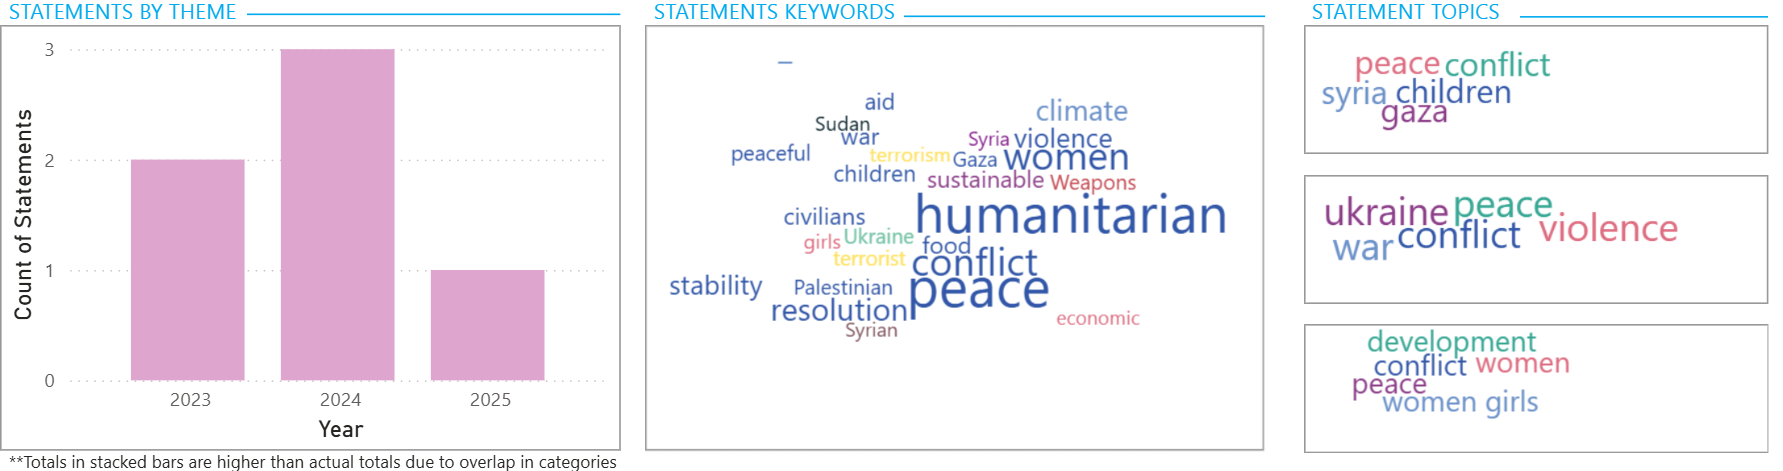 STATEMENTS BY THEME
3
2
1
0
Count of Statements
2023 2024 2025
Year
**Totals in stacked bars are higher than actual totals due to overlap in categories
STATEMENTS KEYWORDS
–
aid
climate
Sudan
war
Syria violence
peaceful
terrorism Gaza women
children
sustainable Weapons
humanitarian
civilians
girls Ukraine food
terrorist conflict
stability
Palestinian peace
resolution
economic
Syrian
STATEMENT TOPICS
peace conflict
syria children
gaza
ukraine peace
violence
war conflict
development
conflict women
peace
women girls